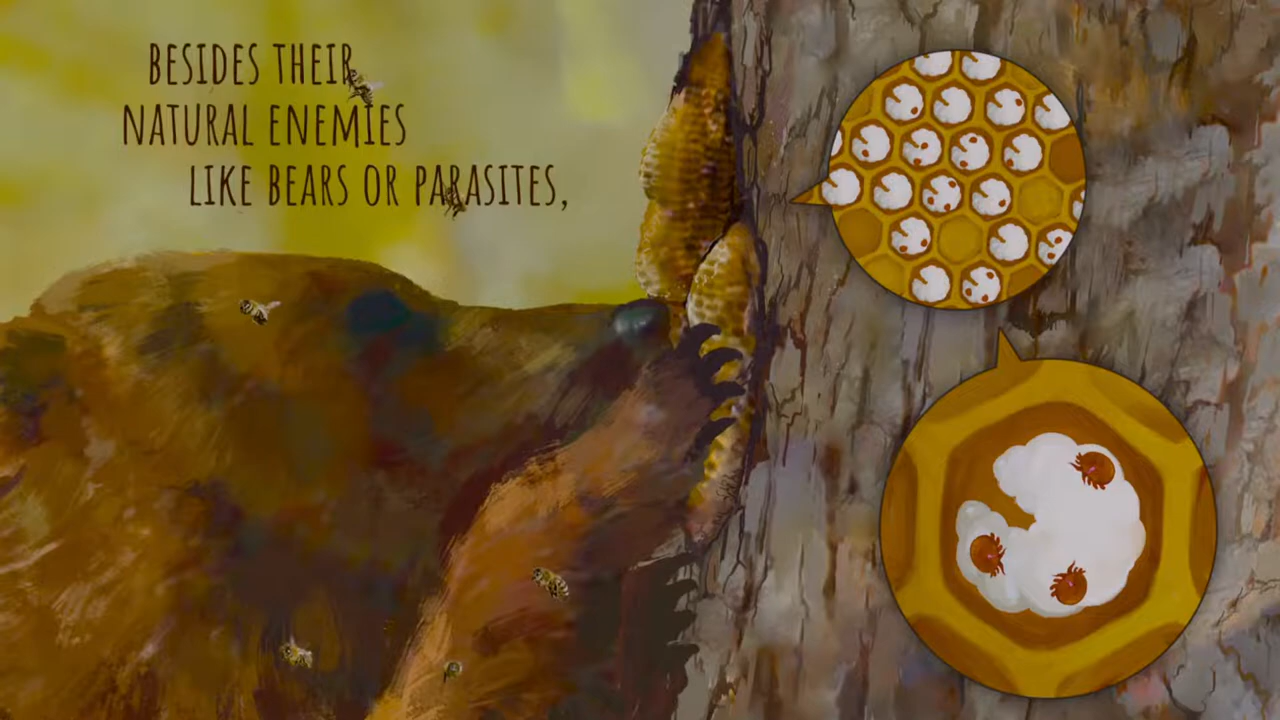 BESIDES THEIR
NATURAL ENEMIES
LIKE BEARS OR PARASITES,